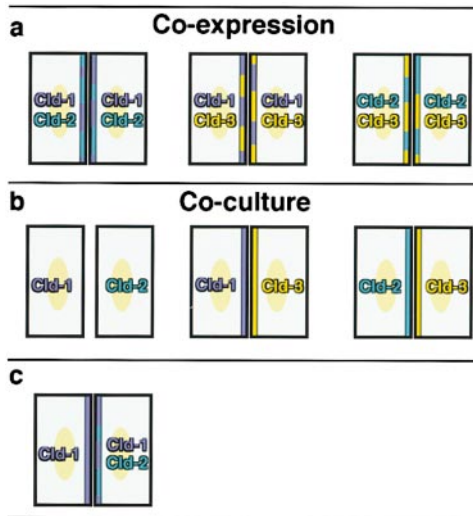 a
Co-expression
Cld-1 Cld-1 Cld-1 Cld-1 Cld-2 Cld-2
Cld-2 Cld-2 Cld-3 Cld-3 Cld-3 Cld-3
b
Co-culture
Cld-1 Cld-2 Cld-1 Cld-3 Cld-2 Cld-3
c
Cld-1 Cld-1
Cld-2